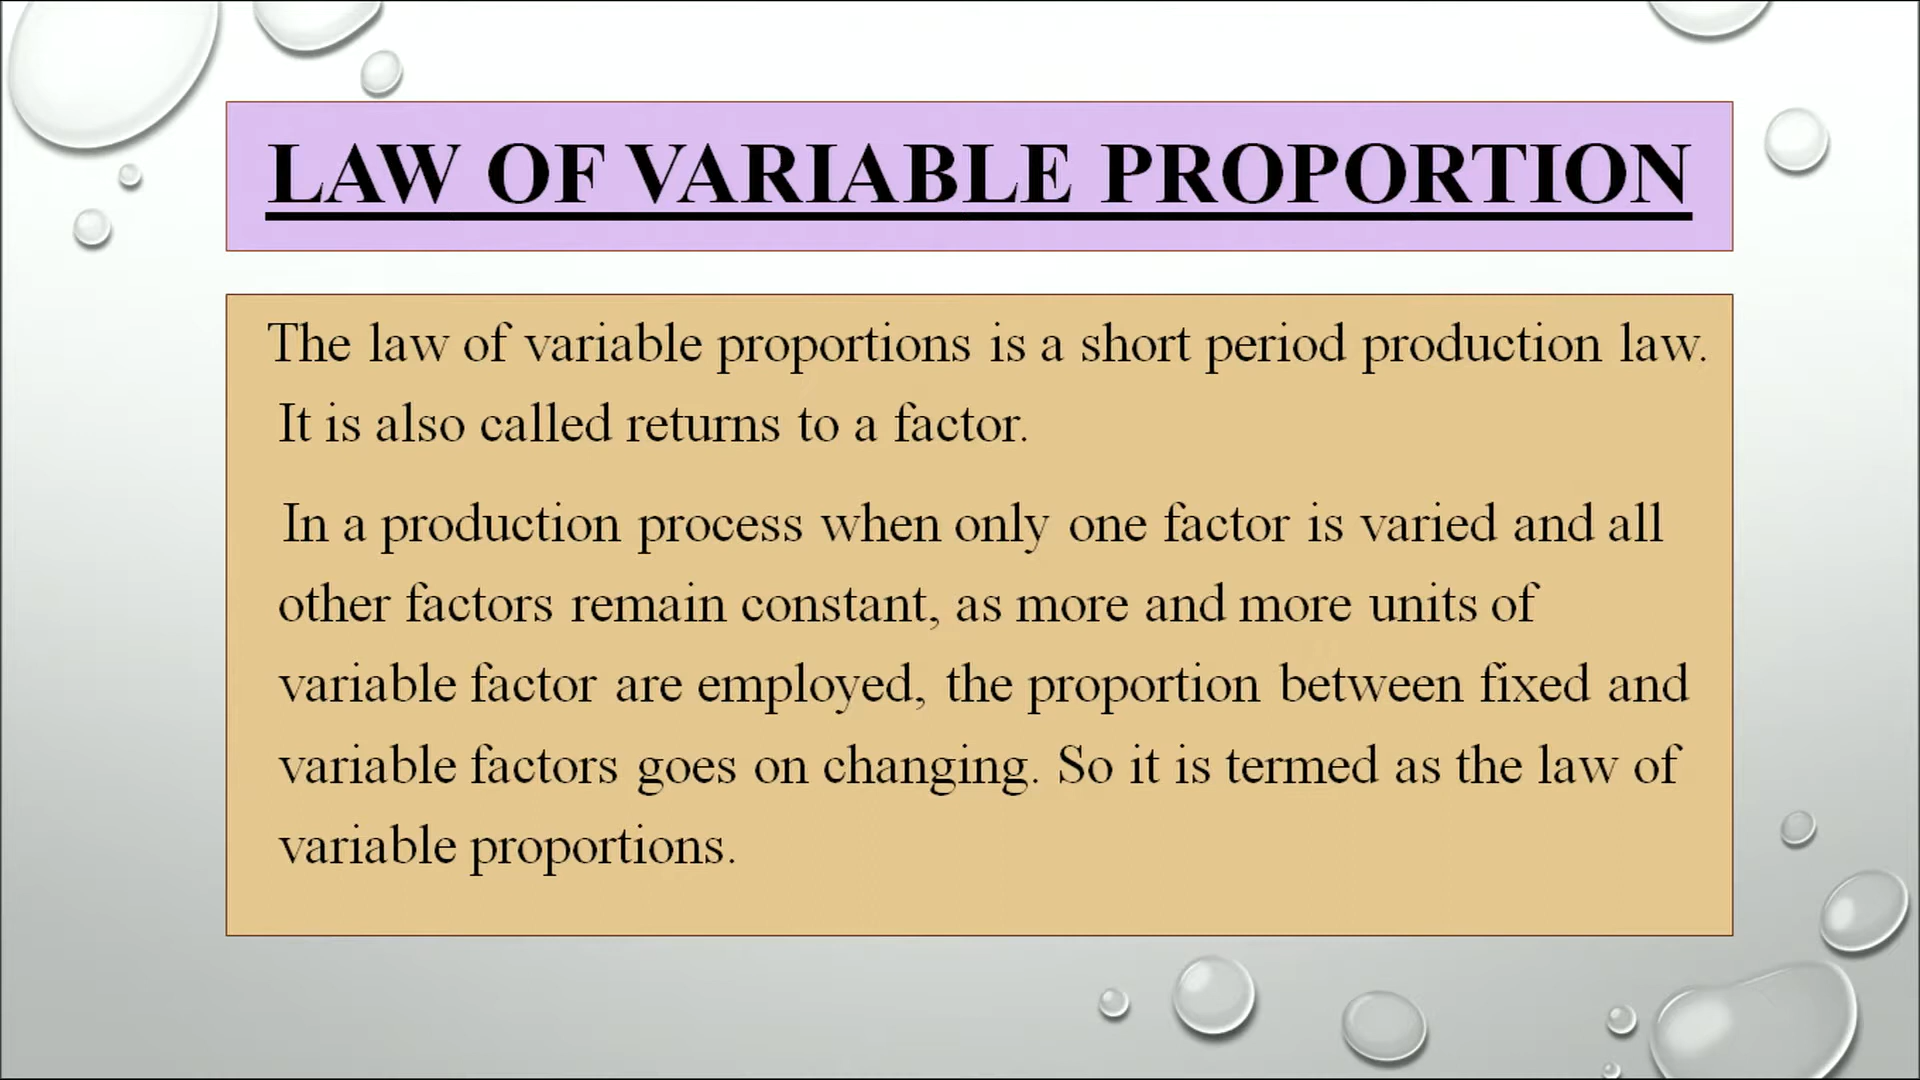 LAW OF VARIABLE PROPORTION
The law of variable proportions is a short period production law.
It is also called returns to a factor.
In a production process when only one factor is varied and all
other factors remain constant, as more and more units of
variable factor are employed, the proportion between fixed and
variable factors goes on changing. So it is termed as the law of
variable proportions.